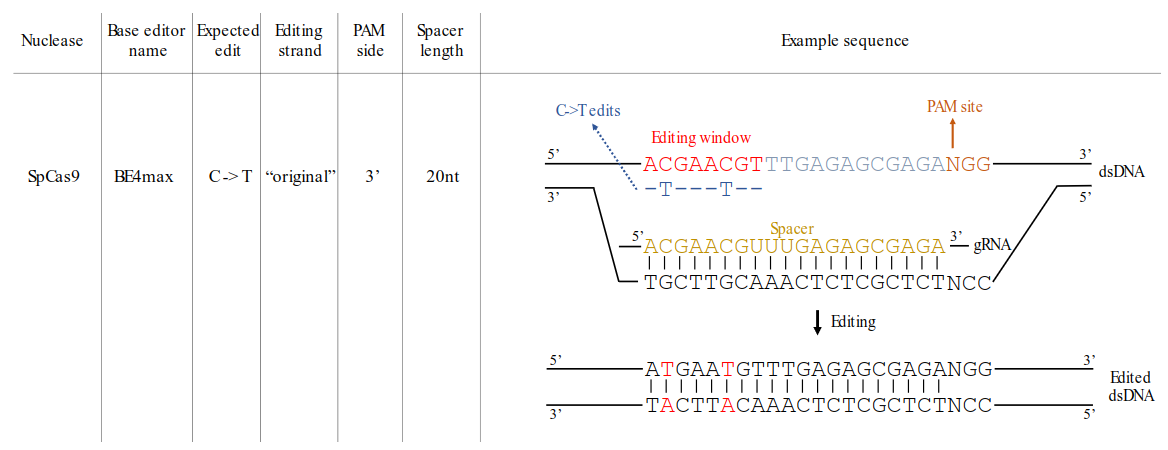 Nuclease
Base editor
name
Expected
edit
Editing
strand
PAM
side
Spacer
length
Example sequence
SpCas9
BE4max
C->T
“original”
3’
20nt
C->T edits
PAM site
Editing window
5’
ACGAACGTTTGAGAGCGAGANGG
3’
dsDNA
–T–––T––
3’
5’
Spacer
5’
ACGAACGUUUGAGAGCGAGA
3’
gRNA
TGCTTGCAAACTCTCGCTCTNCC
Editing
5’
ATGAATGTTTGAGAGCGAGANGG
3’
Edited
dsDNA
3’
TACTTACAAACTCTCGCTCTNCC
5’